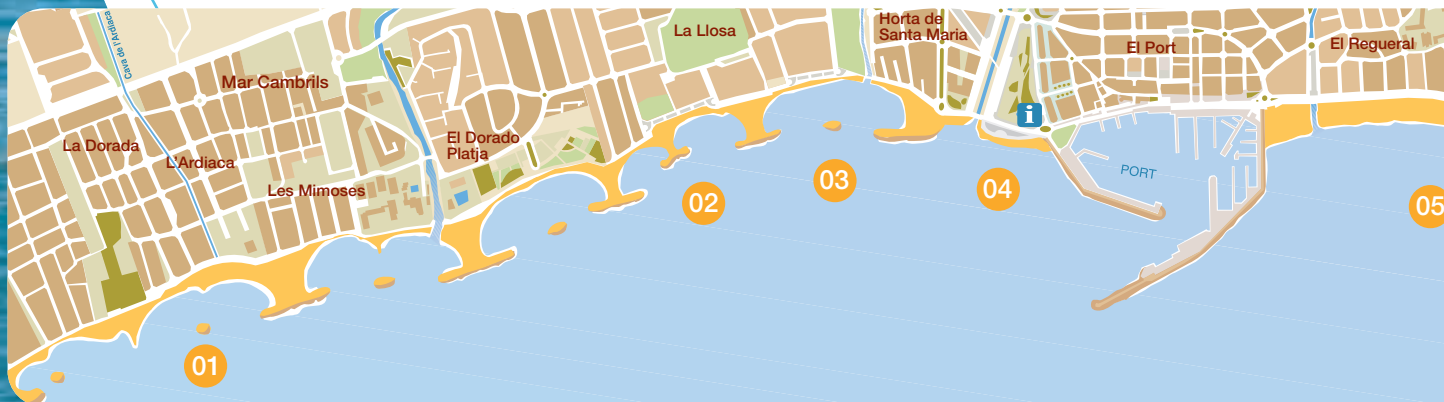 Cava de l'Ardiaca
La Dorada
Mar Cambrils
L'Ardiaca
Les Mimoses
El Dorado
Platja
La Llosa
Horta de
Santa Maria
El Port
El Regueral
i
PORT
01
02
03
04
05